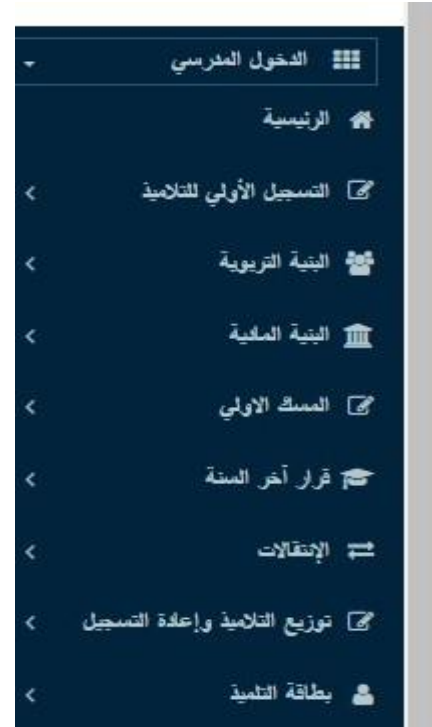 الدخول المدرسي
الرئيسية
التسجيل الأولي للتلاميذ
البنية التربوية
البنية المادية
المسك الاولي
قرار آخر السنة
الإنتقالات
توزيع التلاميذ وإعادة التسجيل
بطاقة التلميذ